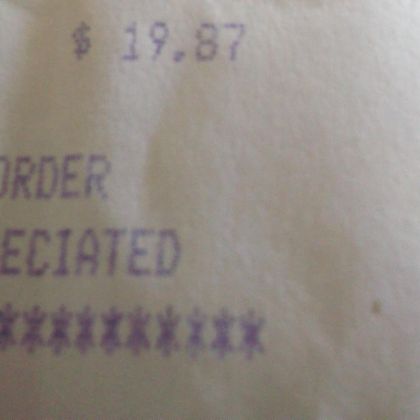 $ 19.87
ORDER
ECIATED
**********